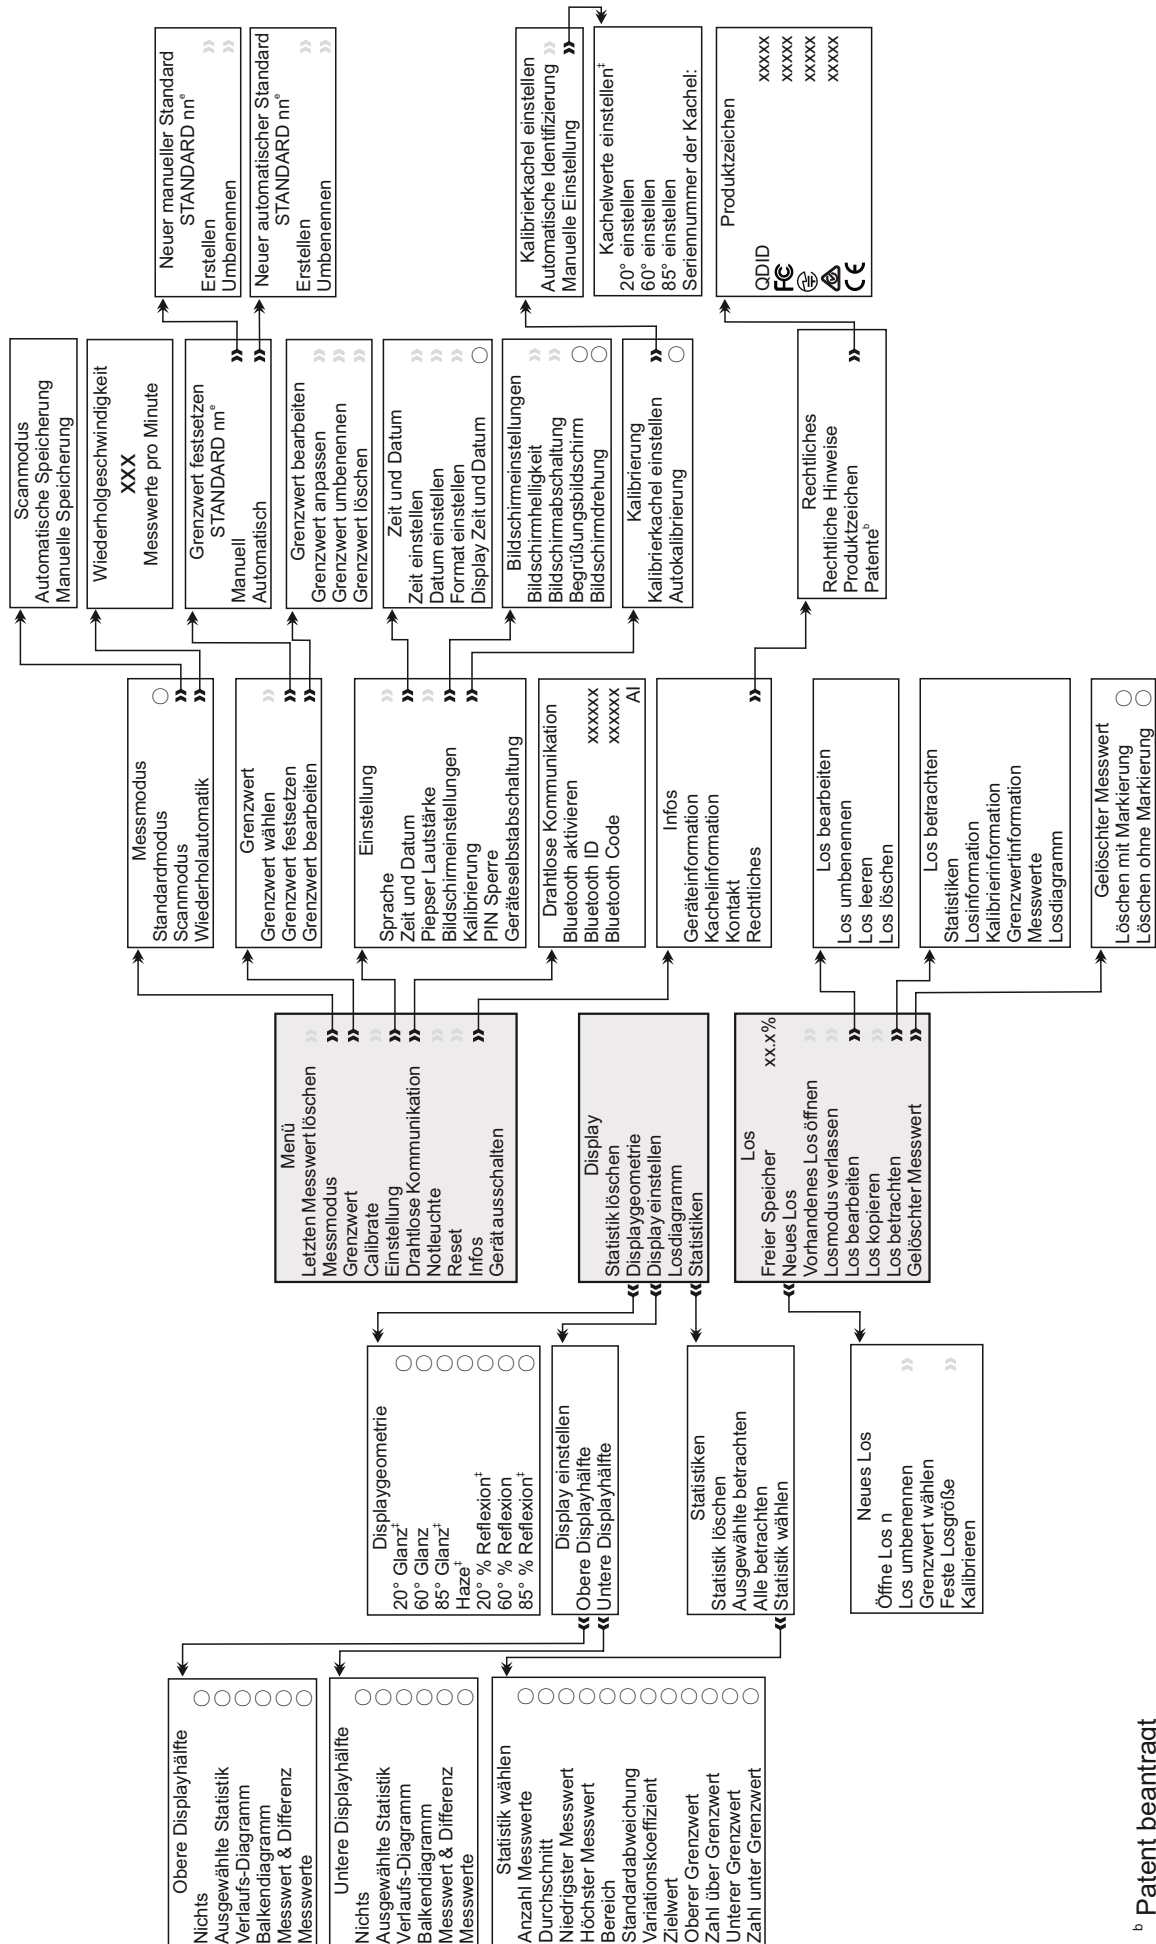 Obere Displayhälfte
Nichts
Ausgewählte Statistik
Verlaufs-Diagramm
Balkendiagramm
Messwert & Differenz
Messwerte
Untere Displayhälfte
Nichts
Ausgewählte Statistik
Verlaufs-Diagramm
Balkendiagramm
Messwert & Differenz
Messwerte
Statistik wählen
Anzahl Messwerte
Durchschnitt
Niedrigster Messwert
Höchster Messwert
Bereich
Standardabweichung
Variationskoeffizient
Zielwert
Oberer Grenzwert
Zahl über Grenzwert
Unterer Grenzwert
Zahl unter Grenzwert
Displaygeometrie
20° Glanz‡
60° Glanz
85° Glanz‡
Haze‡
20° % Reflexion‡
60° % Reflexion
85° % Reflexion‡
Display einstellen
Obere Displayhälfte
Untere Displayhälfte
Statistiken
Statistik löschen
Ausgewählte betrachten
Alle betrachten
Statistik wählen
Neues Los
Öffne Los n
Los umbenennen
Grenzwert wählen
Feste Losgröße
Kalibrieren
Menü
Letzten Messwert löschen
Messmodus
Grenzwert
Calibrate
Einstellung
Drahtlose Kommunikation
Notleuchte
Reset
Infos
Gerät ausschalten
Display
Statistik löschen
Displaygeometrie
Display einstellen
Losdiagramm
Statistiken
Los
Freier Speicher xx.x%
Neues Los
Vorhandenes Los öffnen
Losmodus verlassen
Los bearbeiten
Los kopieren
Los betrachten
Gelöschter Messwert
Messmodus
Standardmodus
Scanmodus
Wiederholautomatik
Grenzwert
Grenzwert wählen
Grenzwert festsetzen
Grenzwert bearbeiten
Einstellung
Sprache
Zeit und Datum
Piepser Lautstärke
Bildschirmeinstellungen
Kalibrierung
PIN Sperre
Geräteselbstabschaltung
Drahtlose Kommunikation
Bluetooth aktivieren
Bluetooth ID xxxxxx
Bluetooth Code xxxxxx
AI
Infos
Geräteinformation
Kachelinformation
Kontakt
Rechtliches
Los bearbeiten
Los umbenennen
Los leeren
Los löschen
Los betrachten
Statistiken
Losinformation
Kalibrierinformation
Grenzwertinformation
Messwerte
Losdiagramm
Gelöschter Messwert
Löschen mit Markierung
Löschen ohne Markierung
Scanmodus
Automatische Speicherung
Manuelle Speicherung
Wiederholgeschwindigkeit
XXX
Messwerte pro Minute
Grenzwert festsetzen
STANDARD nnᵉ
Manuell
Automatisch
Grenzwert bearbeiten
Grenzwert anpassen
Grenzwert umbenennen
Grenzwert löschen
Zeit und Datum
Zeit einstellen
Datum einstellen
Format einstellen
Display Zeit und Datum
Bildschirmeinstellungen
Bildschirmhelligkeit
Bildschirmabschaltung
Begrüßungsbildschirm
Bildschirmdrehung
Kalibrierung
Kalibrierkachel einstellen
Autokalibrierung
Rechtliches
Rechtliche Hinweise
Produktzeichen
Patenteᵇ
Neuer manueller Standard
STANDARD nnᵉ
Erstellen
Umbenennen
Neuer automatischer Standard
STANDARD nnᵉ
Erstellen
Umbenennen
Kalibrierkachel einstellen
Automatische Identifizierung
Manuelle Einstellung
Kachelwerte einstellen‡
20° einstellen
60° einstellen
85° einstellen
Seriennummer der Kachel:
Produktzeichen
QDID xxxxx
FC xxxxx
xxxxx
xxxxx
CE
ᵇ Patent beantragt